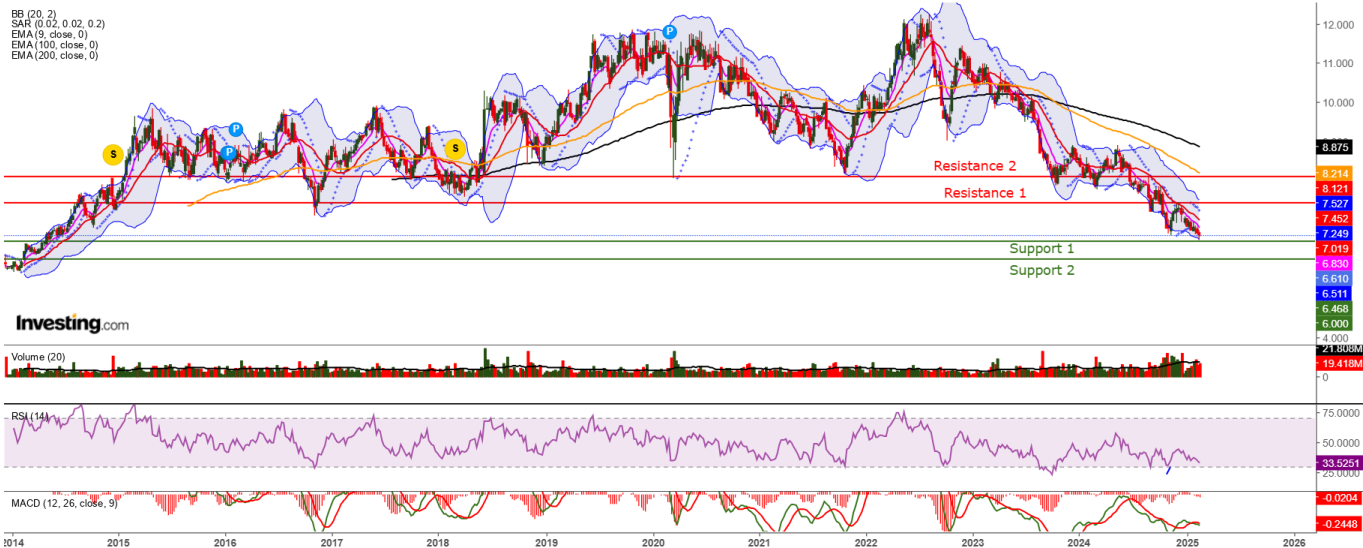 BB (20, 2)
SAR (0.02, 0.02, 0.2)
EMA (9, close, 0)
EMA (100, close, 0)
EMA (200, close, 0)
P
P
P
S
S
Resistance 2
Resistance 1
Support 1
Support 2
12.000
11.000
10.000
8.875
8.214
8.121
7.527
7.452
7.249
7.019
6.830
6.610
6.511
6.468
6.000
4.000
Investing.com
Volume (20)
21.808M
19.418M
0
RSI (14)
75.0000
50.0000
33.5251
25.0000
MACD (12, 26, close, 9)
-0.0204
-0.2448
2014 2015 2016 2017 2018 2019 2020 2021 2022 2023 2024 2025 2026